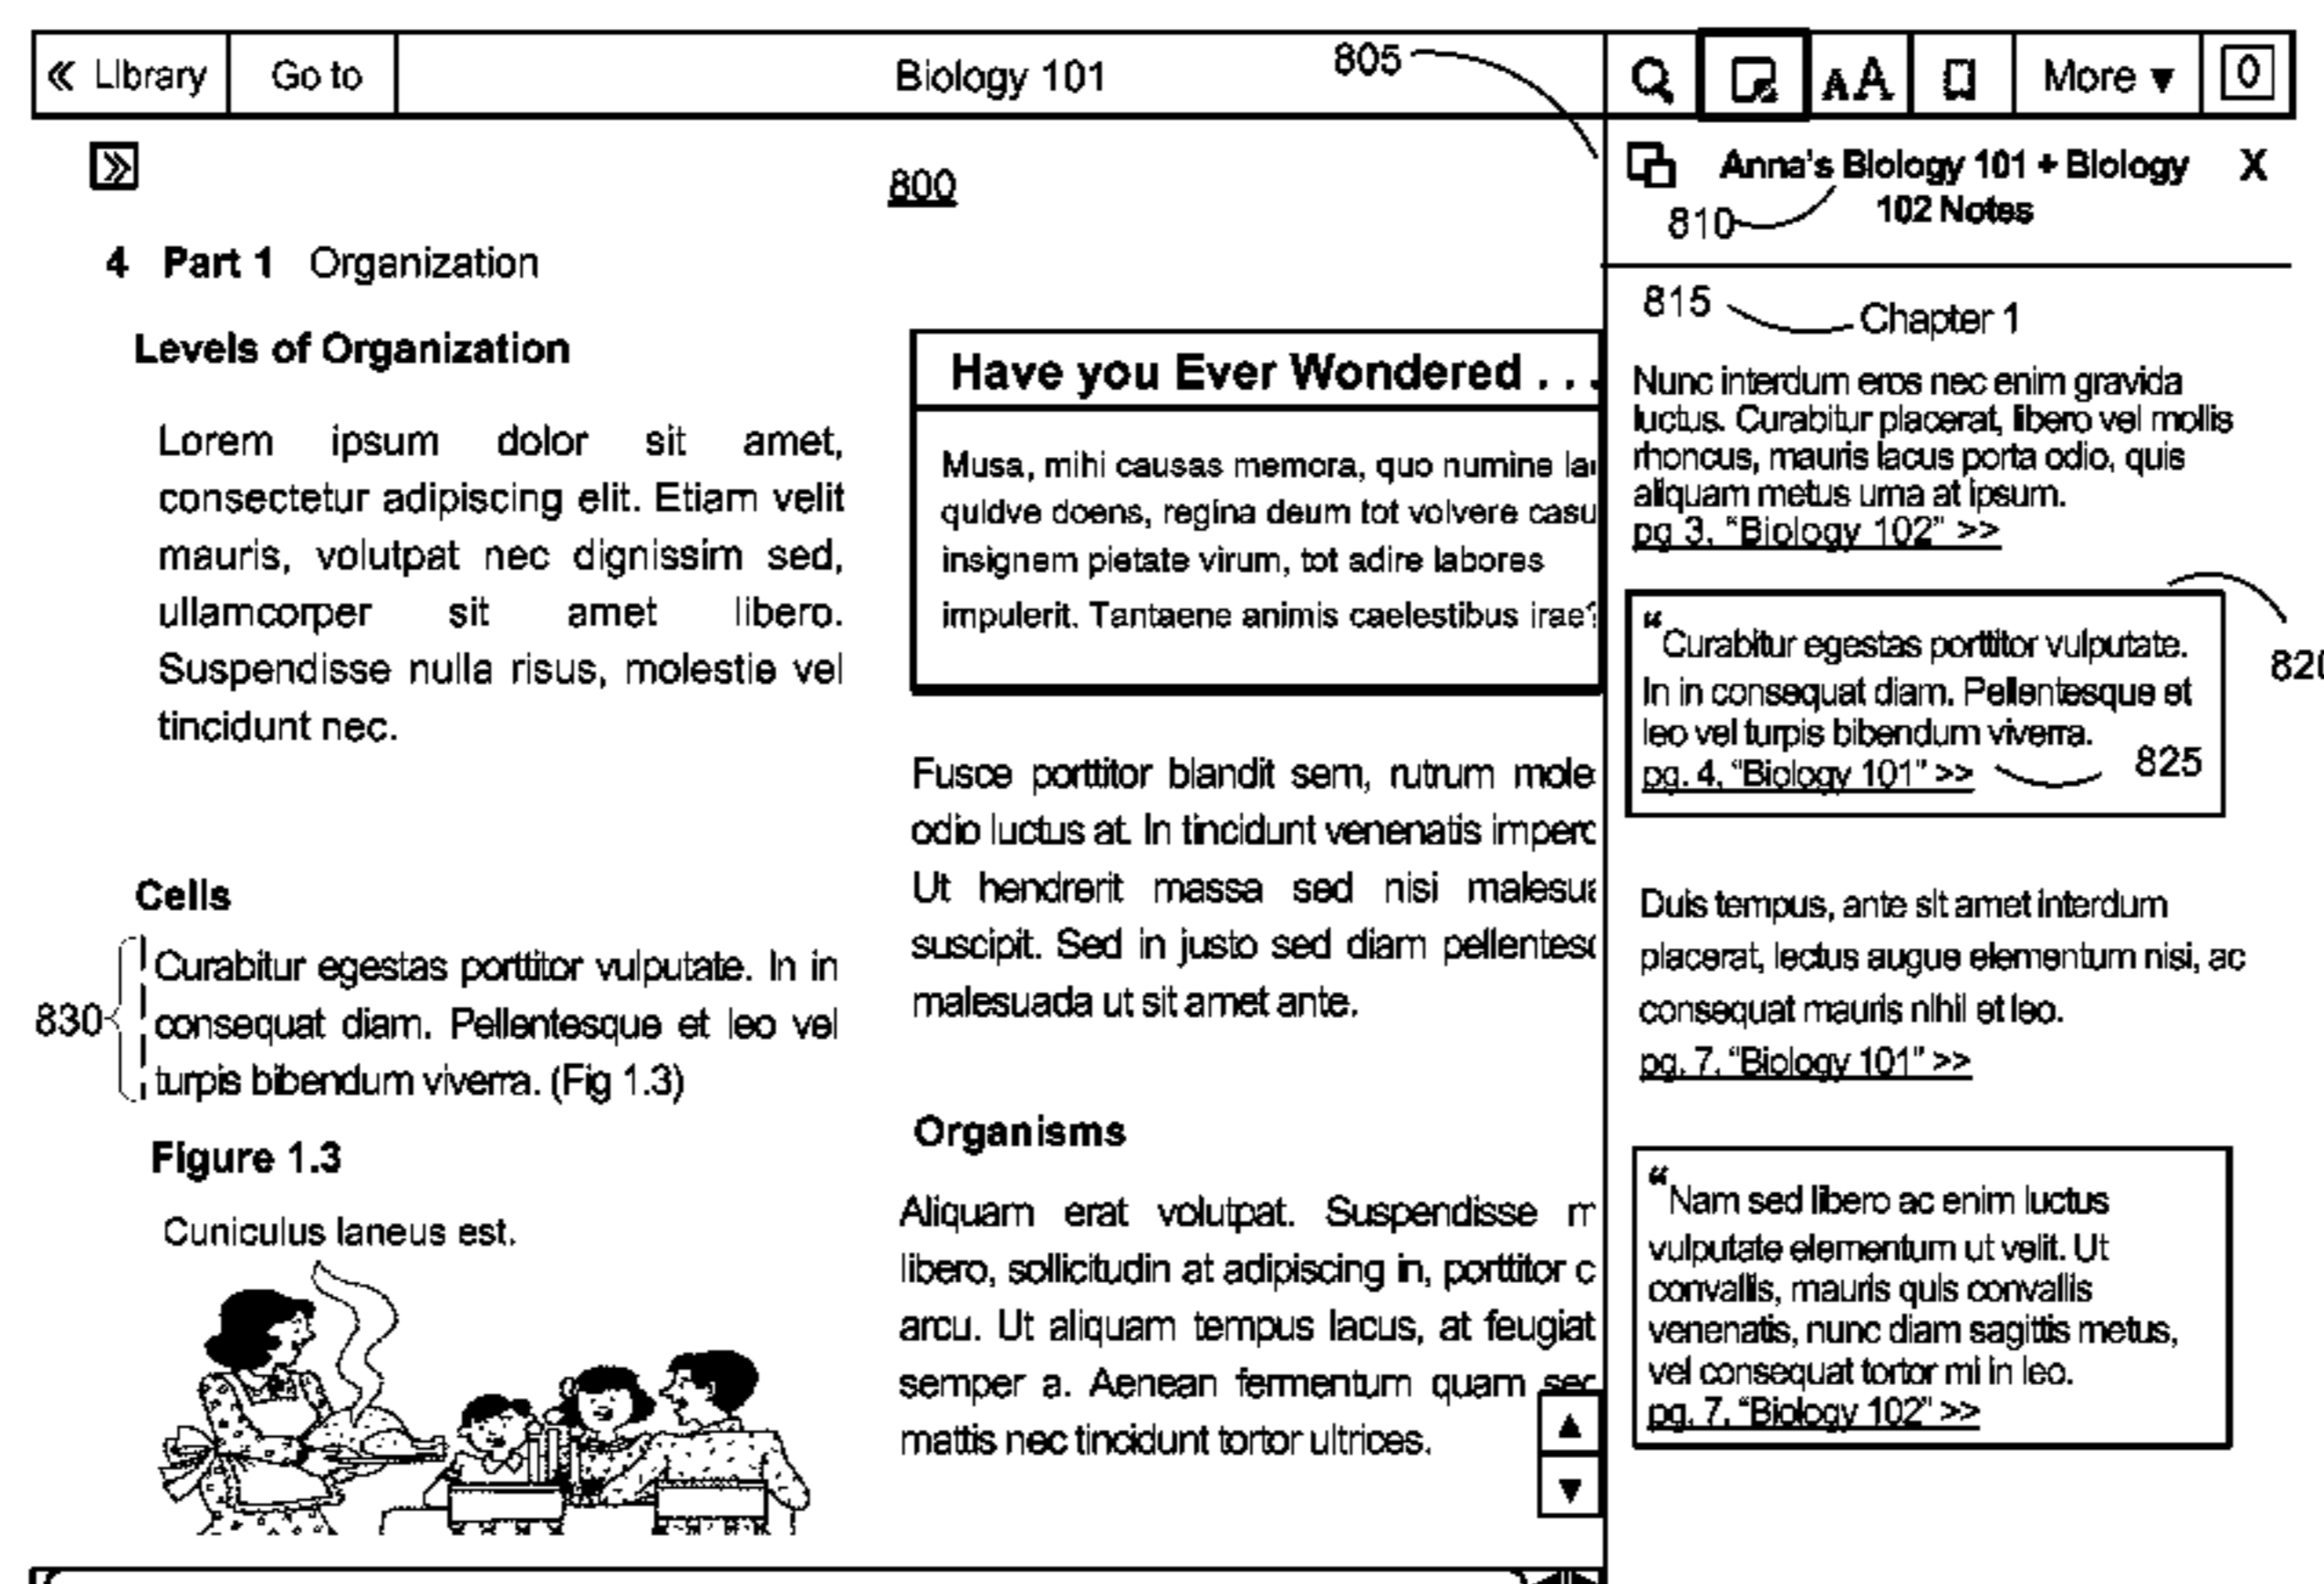 « Library Go to Biology 101 805 AA More ▼ 0
»
800
4 Part 1 Organization
Levels of Organization
Lorem ipsum dolor sit amet,
consectetur adipiscing elit. Etiam velit
mauris, volutpat nec dignissim sed,
ullamcorper sit amet libero.
Suspendisse nulla risus, molestie vel
tincidunt nec.
Cells
830
Curabitur egestas porttitor vulputate. In in
consequat diam. Pellentesque et leo vel
turpis bibendum viverra. (Fig 1.3)
Figure 1.3
Cuniculus laneus est.
Have you Ever Wondered . . .
Musa, mihi causas memora, quo numine
quidve doens, regina deum tot volvere casu
insignem pietate virum, tot adire labores
impulerit. Tantaene animis caelestibus irae?
Fusce porttitor blandit sem, rutrum mole
odio luctus at. In tincidunt venenatis imperd
Ut hendrerit massa sed nisi malesua
suscipit. Sed in justo sed diam pellentesc
malesuada ut sit amet ante.
Organisms
Aliquam erat volutpat. Suspendisse
libero, sollicitudin at adipiscing in, porttitor
arcu. Ut aliquam tempus lacus, at feugiat
semper a. Aenean fermentum quam sed
mattis nec tincidunt tortor ultrices.
Anna's Biology 101 + Biology X
102 Notes
810
815
Chapter 1
Nunc interdum eros nec enim gravida
luctus. Curabitur placerat, libero vel mollis
rhoncus, mauris lacus porta odio, quis
aliquam metus urna at ipsum.
pg 3, "Biology 102" >>
820
“Curabitur egestas porttitor vulputate.
In in consequat diam. Pellentesque et
leo vel turpis bibendum viverra.
pg. 4, "Biology 101" >> 825
Duis tempus, ante sit amet interdum
placerat, lectus augue elementum nisi, ac
consequat mauris nihil et leo.
pg. 7, "Biology 101" >>
“Nam sed libero ac enim luctus
vulputate elementum ut velit. Ut
convallis, mauris quis convallis
venenatis, nunc diam sagittis metus,
vel consequat tortor mi in leo.
pg. 7, "Biology 102" >>